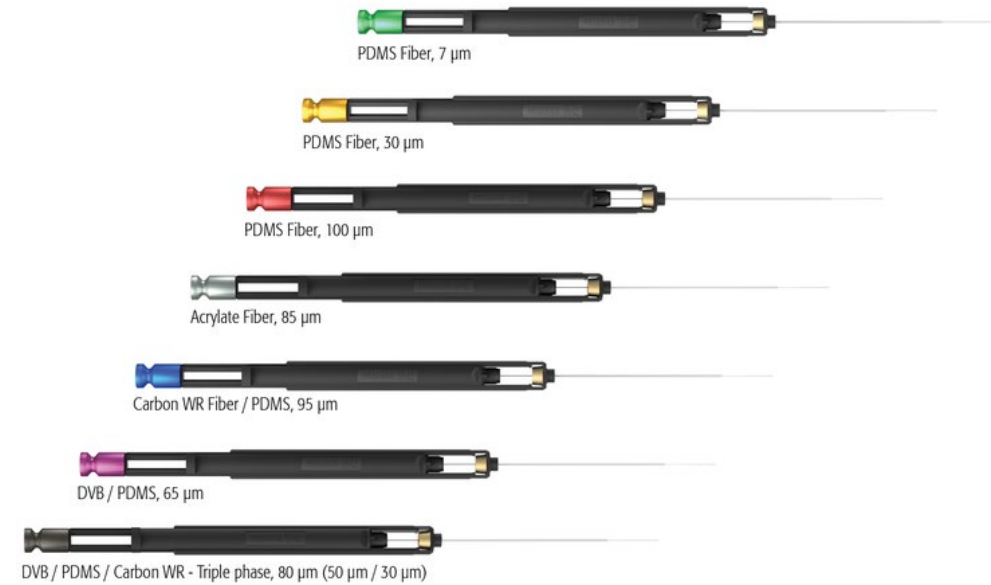 PDMS Fiber, 7 µm
PDMS Fiber, 30 µm
PDMS Fiber, 100 µm
Acrylate Fiber, 85 µm
Carbon WR Fiber / PDMS, 95 µm
DVB / PDMS, 65 µm
DVB / PDMS / Carbon WR - Triple phase, 80 µm (50 µm / 30 µm)